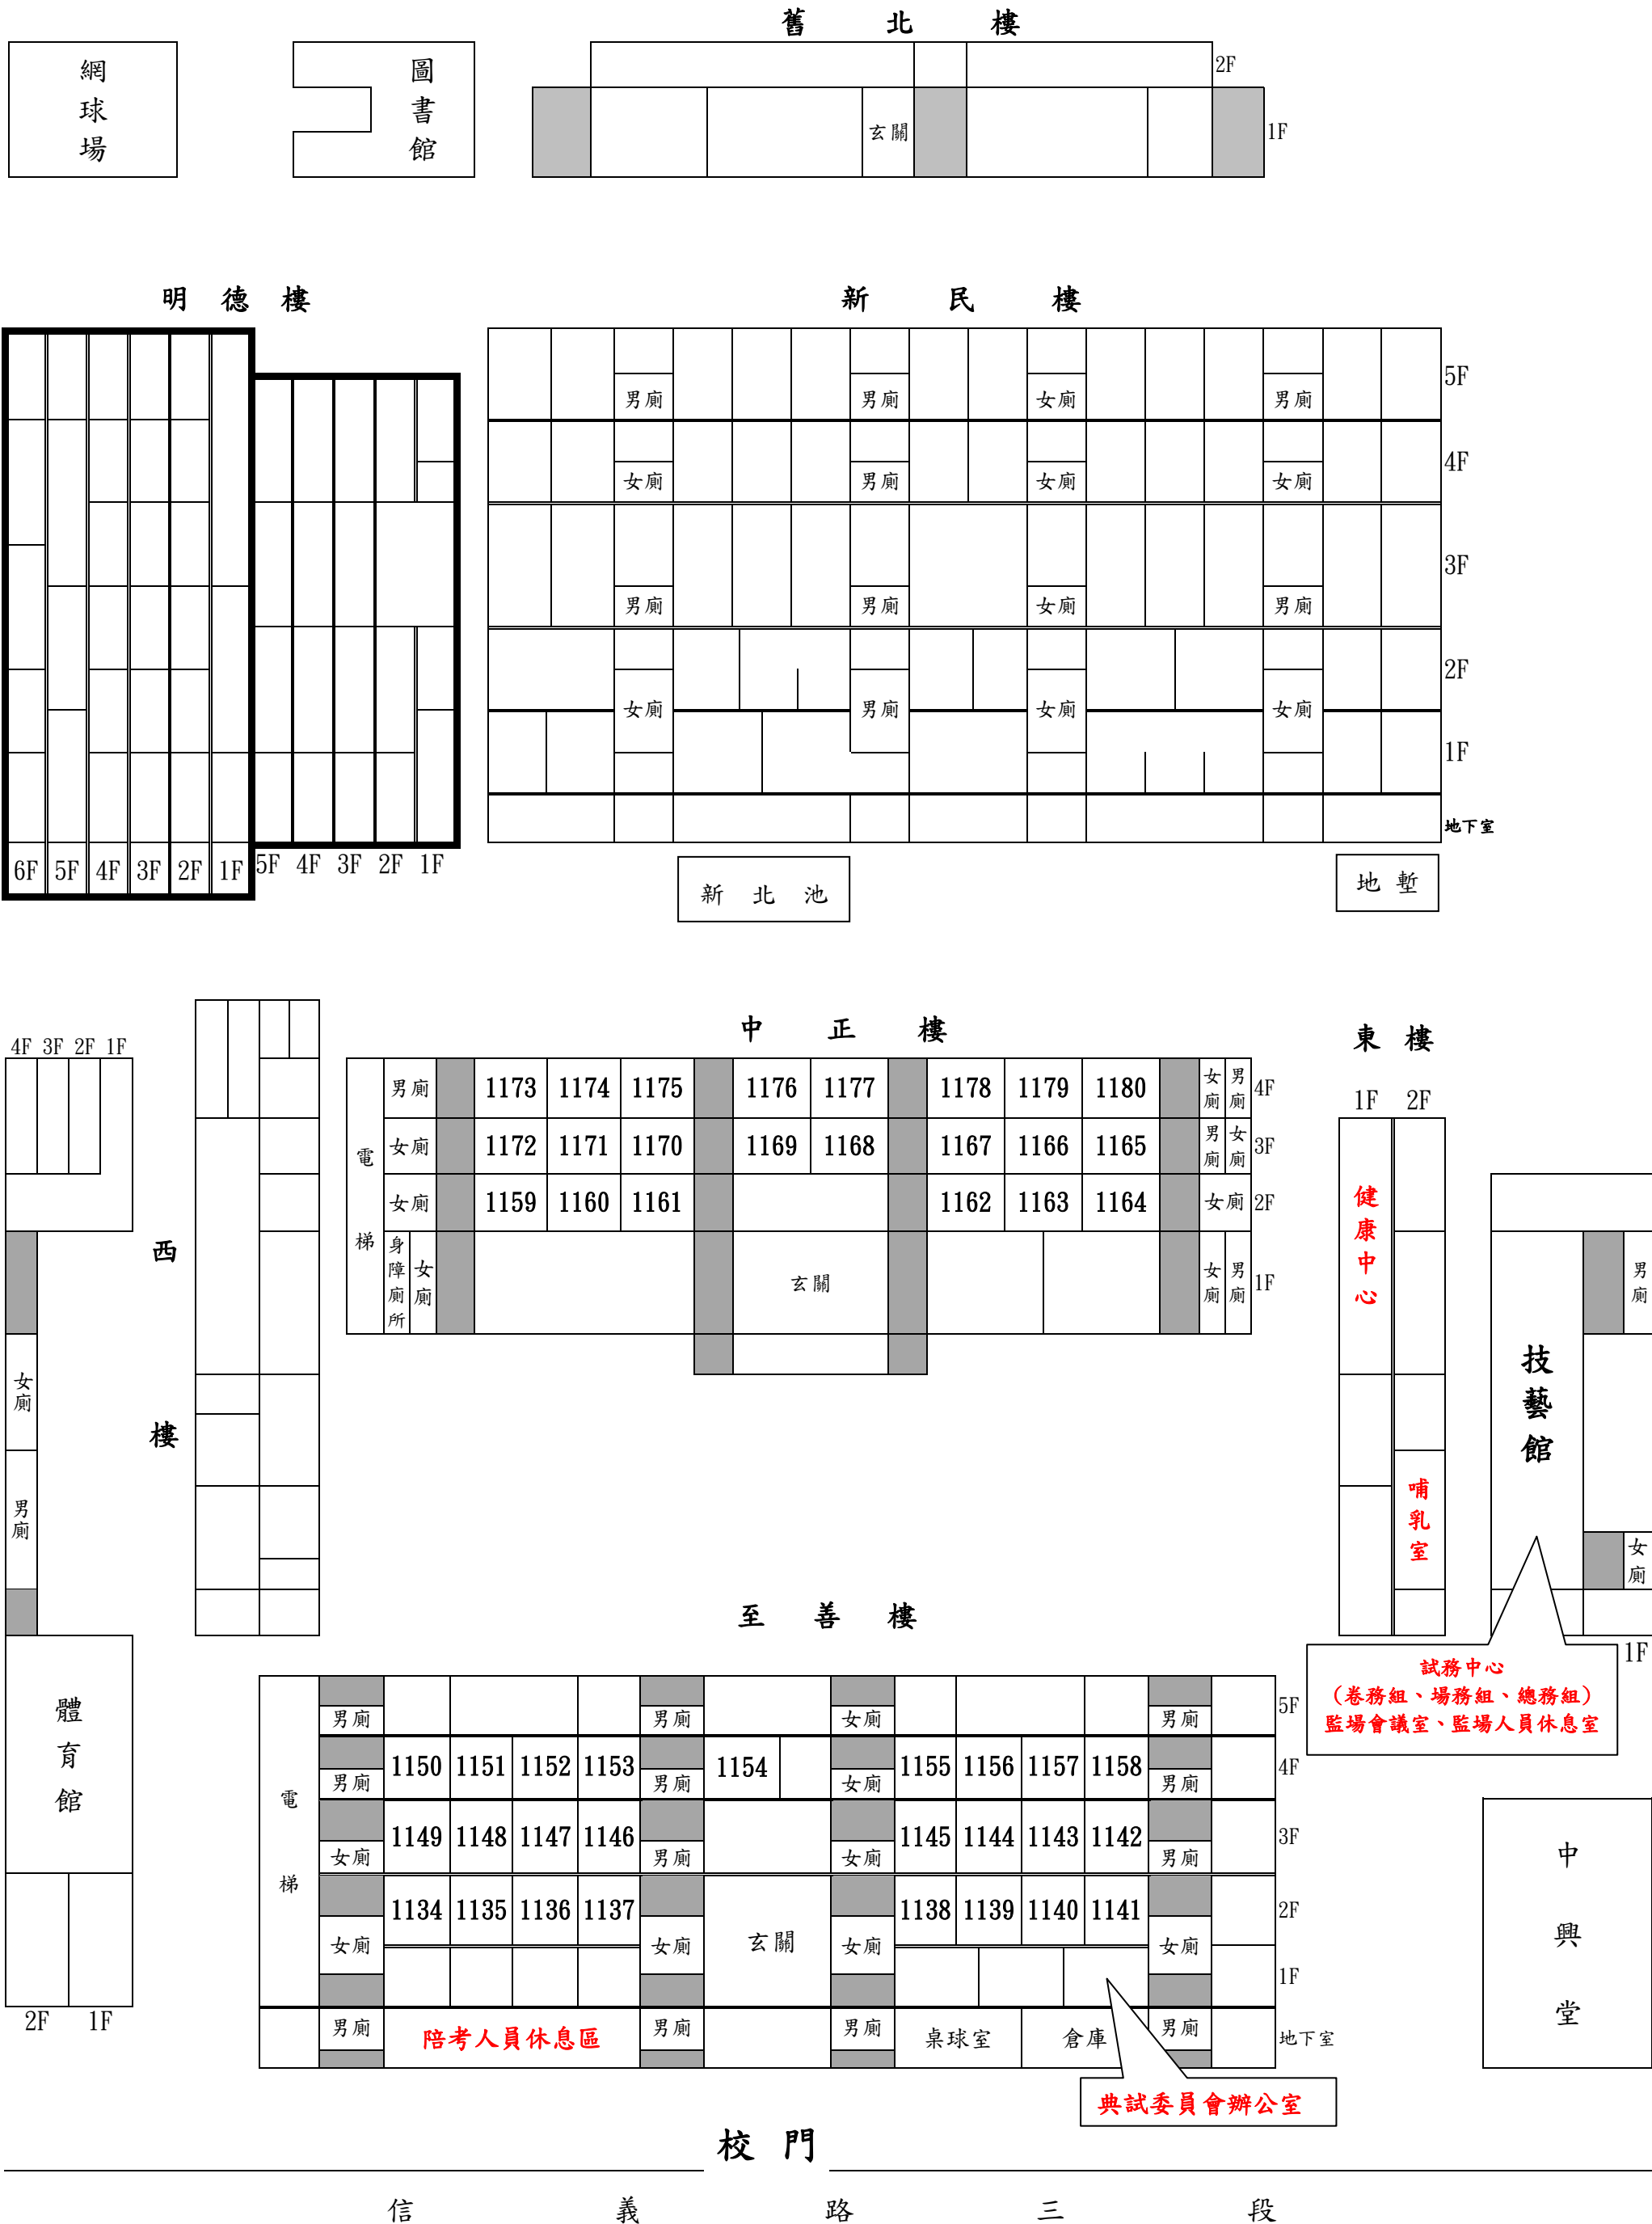 舊北樓
網球場
圖書館
2F
玄關
1F
明德樓
新民樓
男廁 男廁 女廁 男廁 5F
女廁 男廁 女廁 女廁 4F
男廁 男廁 女廁 男廁 3F
2F
女廁 男廁 女廁 女廁
1F
地下室
6F 5F 4F 3F 2F 1F 5F 4F 3F 2F 1F
新北池
地塹
中正樓
東樓
4F 3F 2F 1F
1F 2F
電梯
男廁 1173 1174 1175 1176 1177 1178 1179 1180 女廁 男廁 4F
女廁 1172 1171 1170 1169 1168 1167 1166 1165 男廁 女廁 3F
女廁 1159 1160 1161 1162 1163 1164 女廁 2F
身障廁所 女廁 玄關 女廁 男廁 1F
西樓
女廁
男廁
健康中心
哺乳室
技藝館
男廁
女廁
1F
試務中心
(卷務組、場務組、總務組)
監場會議室、監場人員休息室
至善樓
體育館
2F 1F
電梯
男廁 男廁 女廁 男廁 5F
男廁 1150 1151 1152 1153 男廁 1154 女廁 1155 1156 1157 1158 男廁 4F
女廁 1149 1148 1147 1146 男廁 女廁 1145 1144 1143 1142 男廁 3F
1134 1135 1136 1137 1138 1139 1140 1141 2F
女廁 女廁 玄關 女廁 女廁
1F
男廁 陪考人員休息區 男廁 男廁 桌球室 倉庫 男廁 地下室
典試委員會辦公室
中興堂
校門
信義路三段